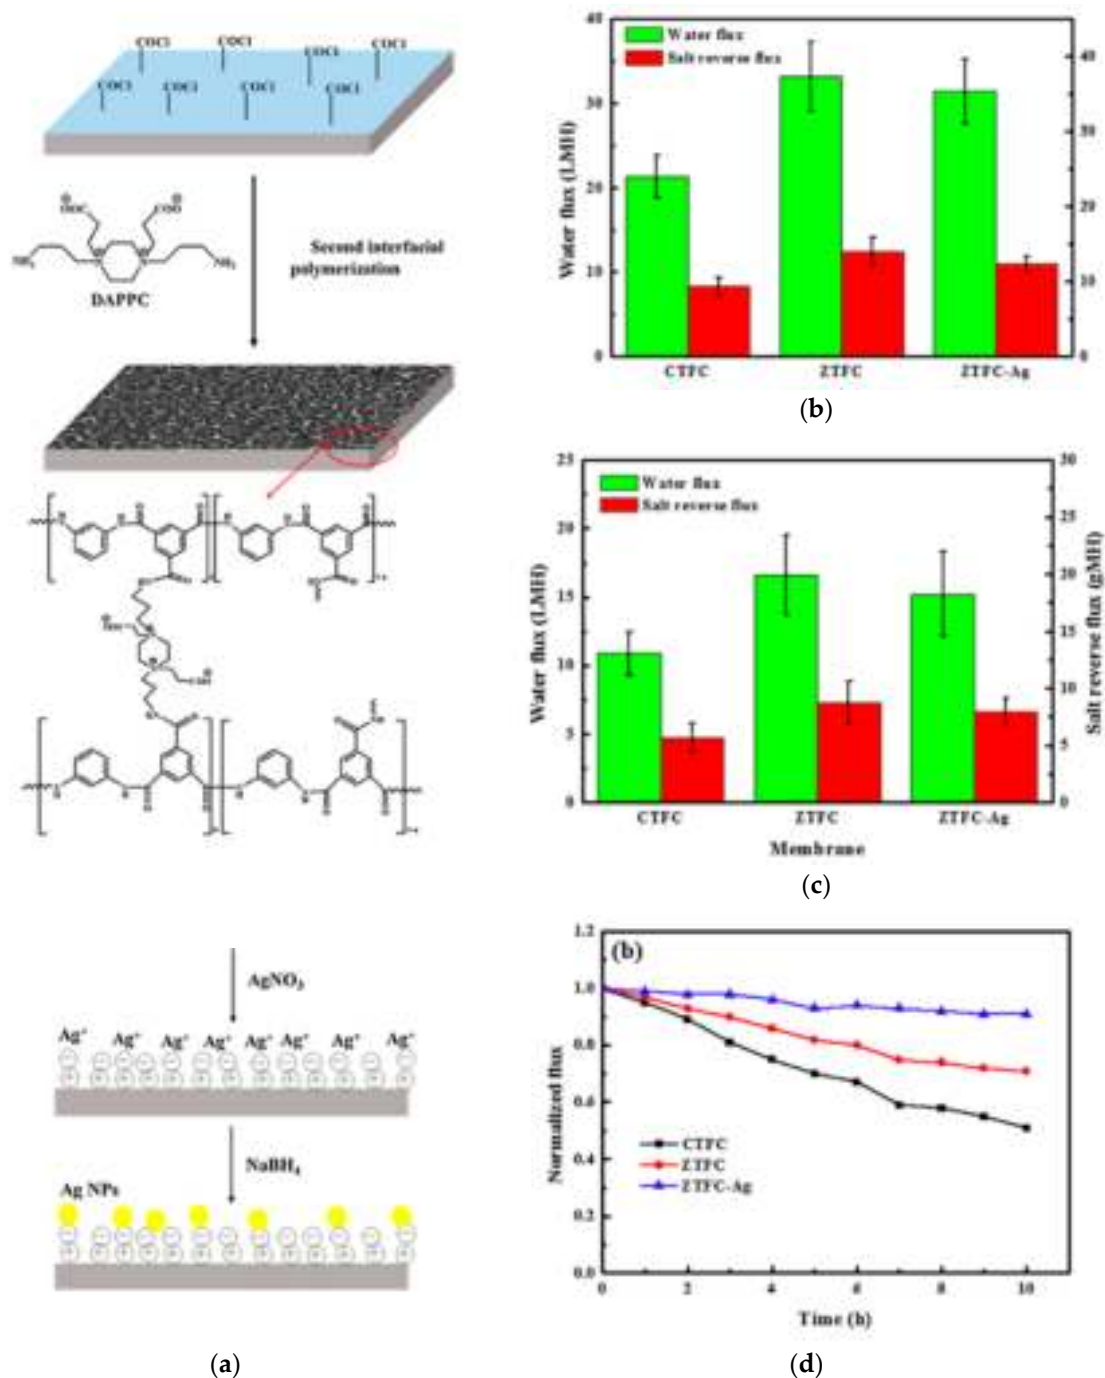 COCl
COCl
COCl
COCl
COCl
COCl
COCl
COCl
DAPPC
Second interfacial
polymerization
AgNO3
Ag+ Ag+ Ag+ Ag+ Ag+ Ag+ Ag+ Ag+
NaBH4
Ag NPs
(a)
Water flux
Salt reverse flux
Water flux (LMH)
40
30
20
10
0
40
30
20
10
0
CTFC ZTFC ZTFC-Ag
(b)
Water flux
Salt reverse flux
Water flux (LMH)
Salt reverse flux (gMH)
25
20
15
10
5
0
30
25
20
15
10
5
0
CTFC ZTFC ZTFC-Ag
Membrane
(c)
(b)
Normalized flux
1.2
1.0
0.8
0.6
0.4
0.2
0.0
CTFC
ZTFC
ZTFC-Ag
0 2 4 6 8 10
Time (h)
(d)